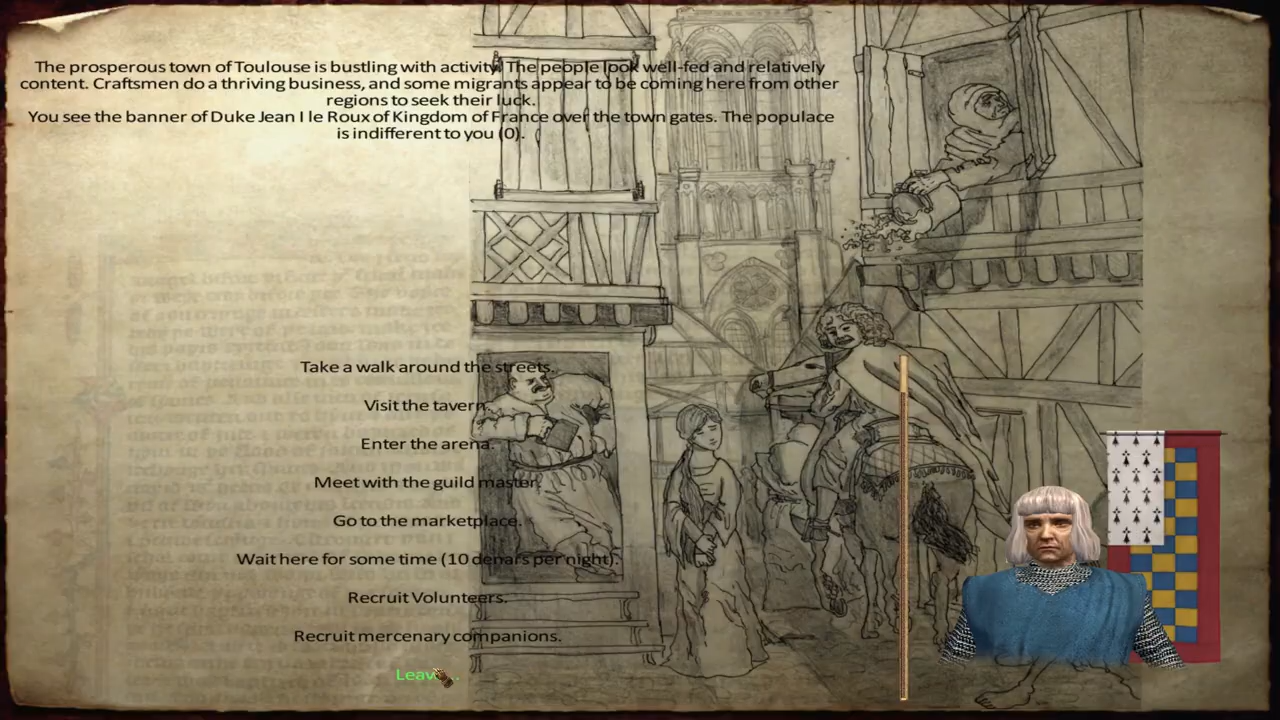 The prosperous town of Toulouse is bustling with activity. The people look well-fed and relatively
content. Craftsmen do a thriving business, and some migrants appear to be coming here from other
regions to seek their luck.
You see the banner of Duke Jean I le Roux of Kingdom of France over the town gates. The populace
is indifferent to you (0).
Take a walk around the streets.
Visit the tavern.
Enter the arena.
Meet with the guild master.
Go to the marketplace.
Wait here for some time (10 denars per night).
Recruit Volunteers.
Recruit mercenary companions.